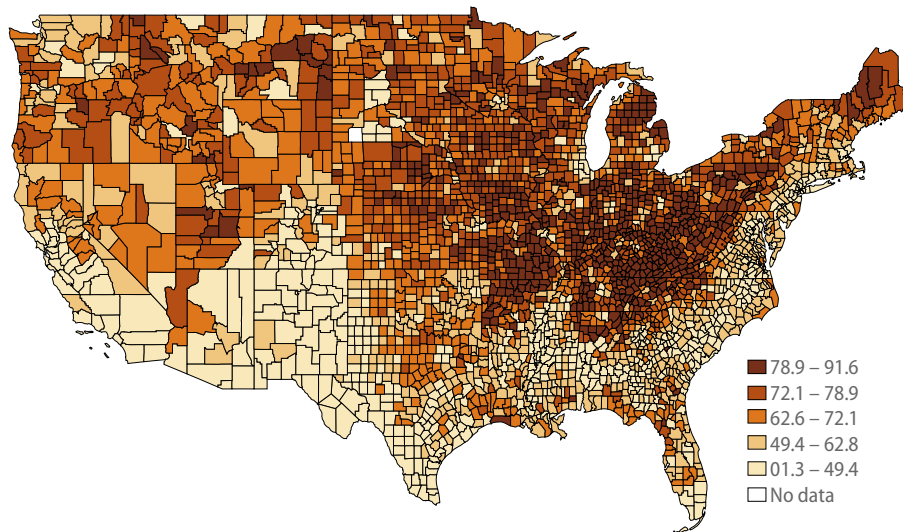 78.9 – 91.6
72.1 – 78.9
62.6 – 72.1
49.4 – 62.8
01.3 – 49.4
No data